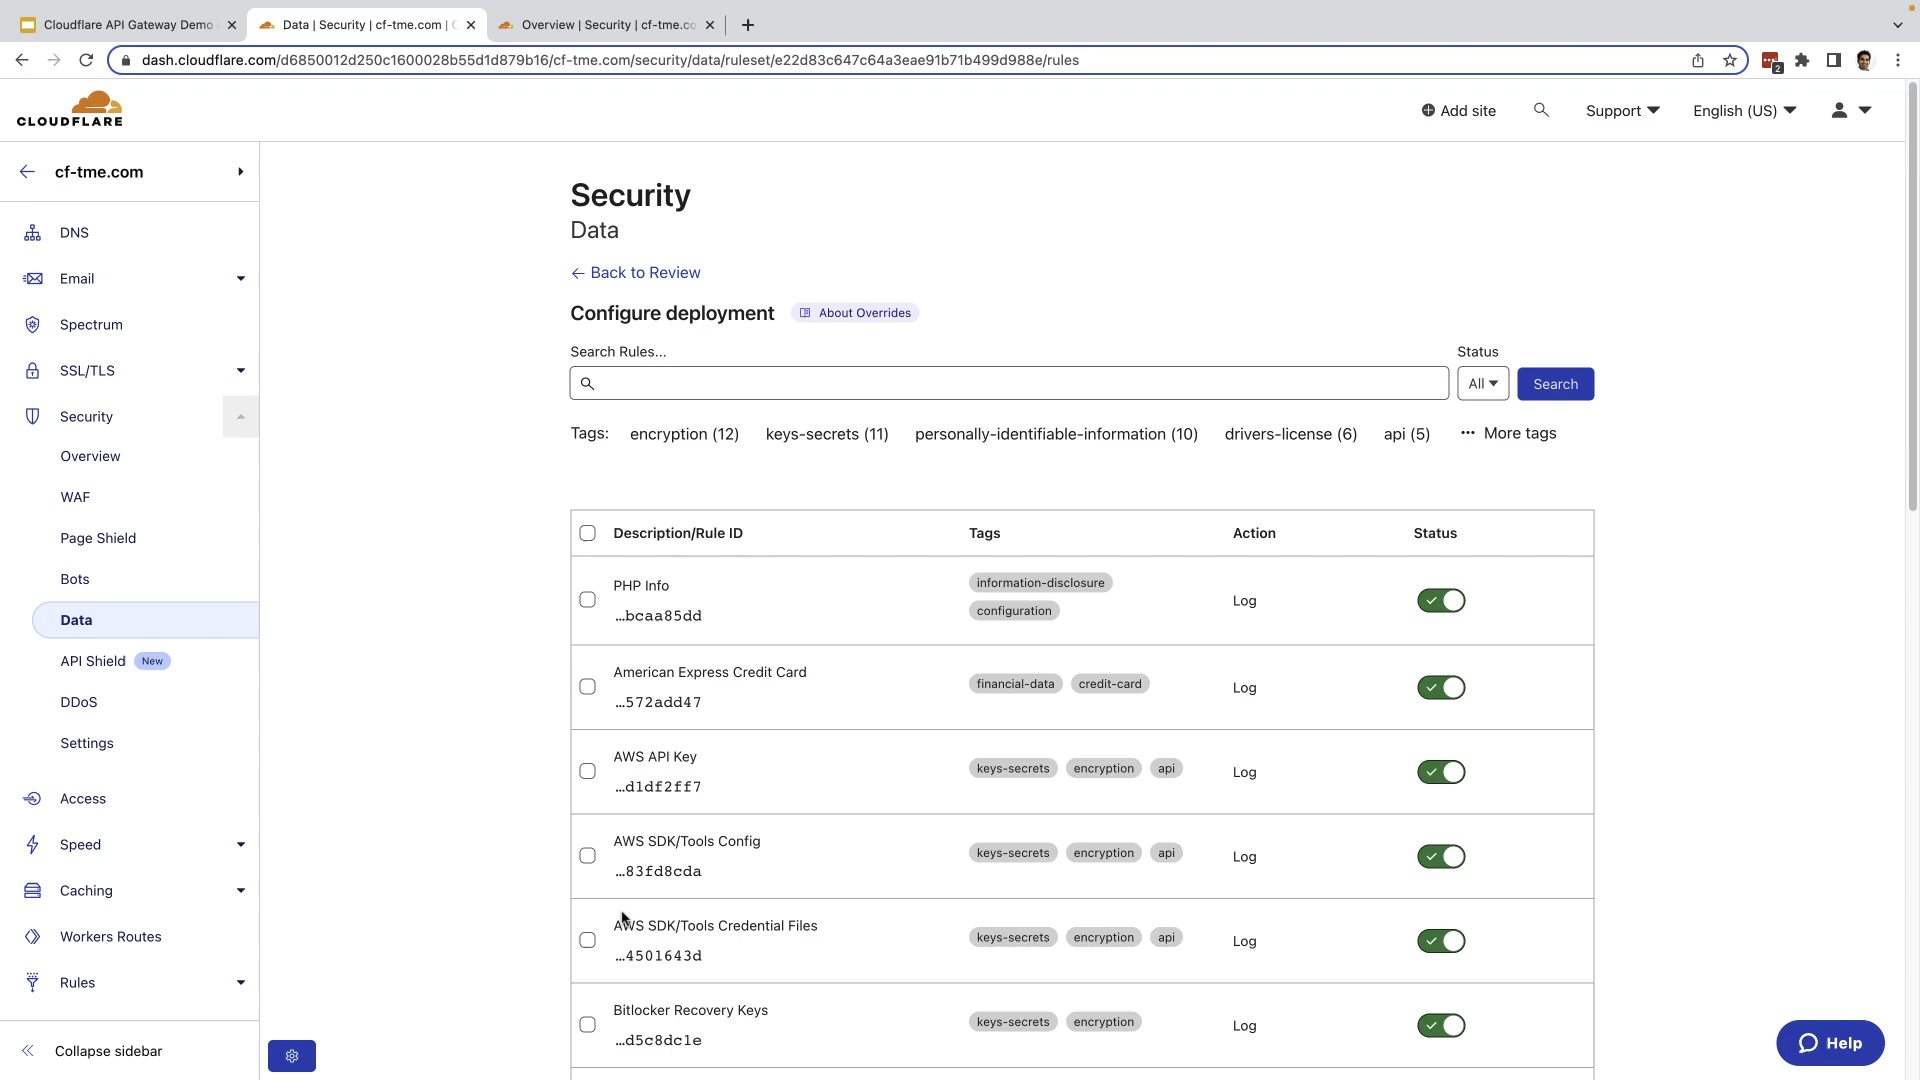 Cloudflare API Gateway Demo
Data | Security | cf-tme.com | C
Overview | Security | cf-tme.co
dash.cloudflare.com/d6850012d250c1600028b55d1d879b16/cf-tme.com/security/data/ruleset/e22d83c647c64a3eae91b71b499d988e/rules
2
CLOUDFLARE
Add site
Support
English (US)
cf-tme.com
DNS
Email
Spectrum
SSL/TLS
Security
Overview
WAF
Page Shield
Bots
Data
API Shield New
DDoS
Settings
Access
Speed
Caching
Workers Routes
Rules
Collapse sidebar
Security
Data
← Back to Review
Configure deployment
About Overrides
Search Rules...
Status
All
Search
Tags: encryption (12) keys-secrets (11) personally-identifiable-information (10) drivers-license (6) api (5) ··· More tags
Description/Rule ID Tags Action Status
PHP Info
…bcaa85dd
information-disclosure
configuration
Log
American Express Credit Card
…572add47
financial-data credit-card
Log
AWS API Key
…d1df2ff7
keys-secrets encryption api
Log
AWS SDK/Tools Config
…83fd8cda
keys-secrets encryption api
Log
AWS SDK/Tools Credential Files
…4501643d
keys-secrets encryption api
Log
Bitlocker Recovery Keys
…d5c8dc1e
keys-secrets encryption
Log
Help